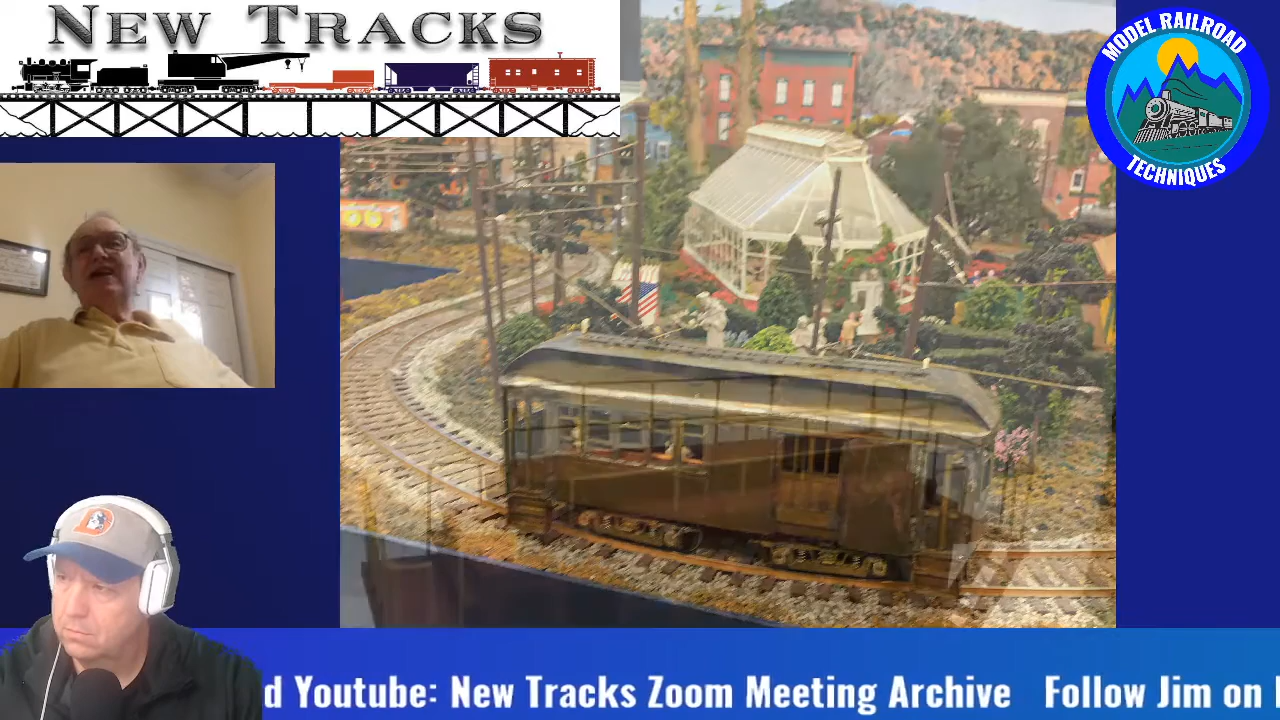 NEW TRACKS
MODEL RAILROAD
TECHNIQUES
D
d Youtube: New Tracks Zoom Meeting Archive Follow Jim on